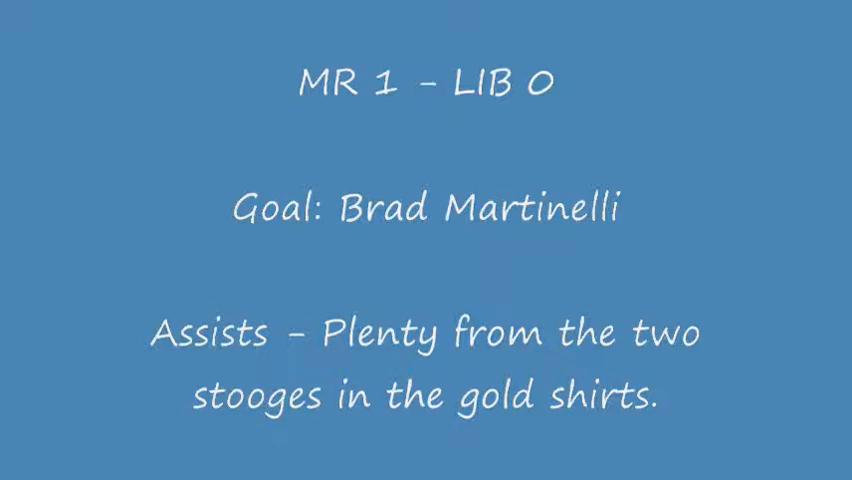 MR 1 - LIB 0
Goal: Brad Martinelli
Assists - Plenty from the two
stooges in the gold shirts.